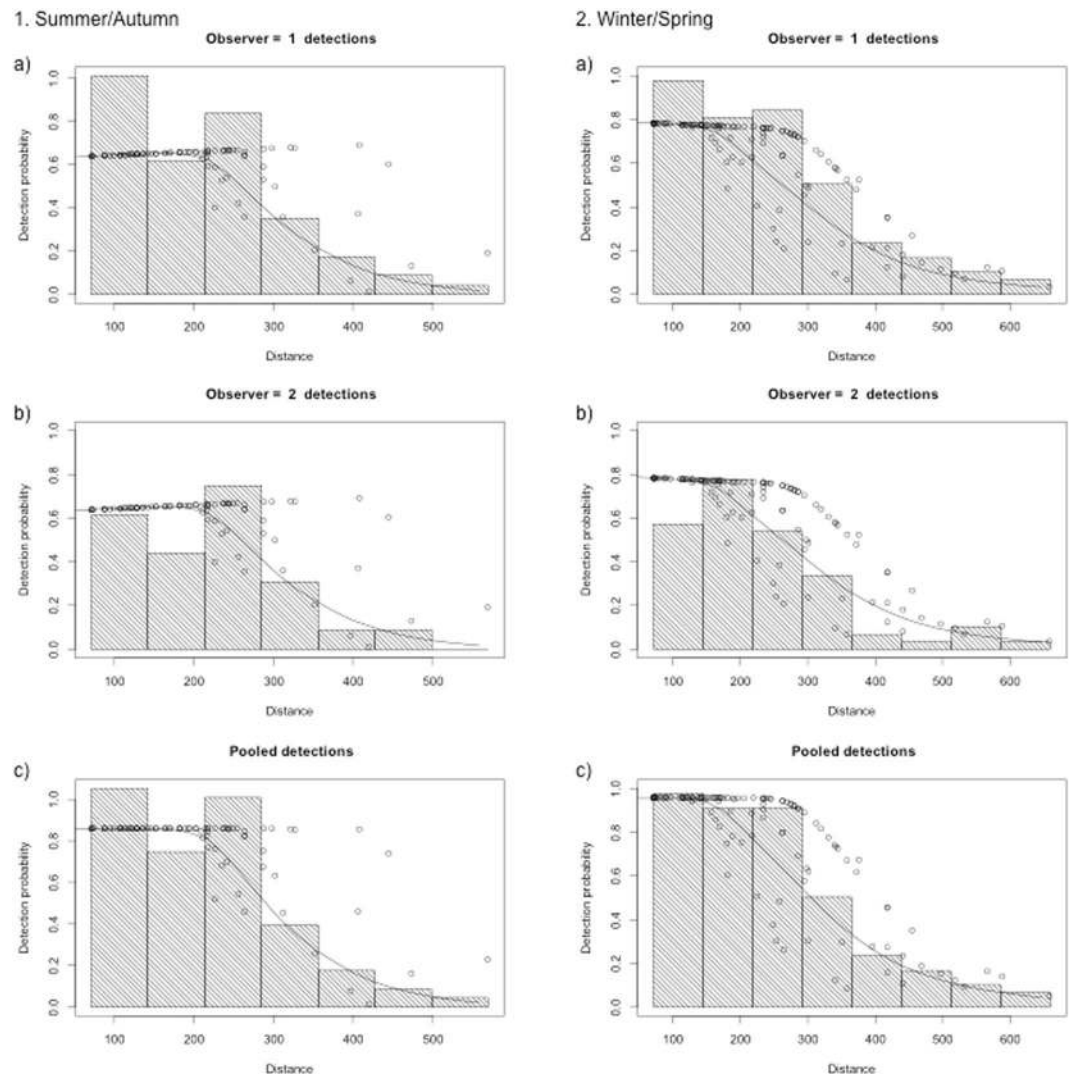 1. Summer/Autumn
2. Winter/Spring
Observer = 1 detections
a)
Detection probability
1.0
0.8
0.6
0.4
0.2
0.0
100 200 300 400 500
Distance
Observer = 1 detections
a)
Detection probability
1.0
0.8
0.6
0.4
0.2
0.0
100 200 300 400 500 600
Distance
Observer = 2 detections
b)
Detection probability
1.0
0.8
0.6
0.4
0.2
0.0
100 200 300 400 500
Distance
Observer = 2 detections
b)
Detection probability
1.0
0.8
0.6
0.4
0.2
0.0
100 200 300 400 500 600
Distance
Pooled detections
c)
Detection probability
1.0
0.8
0.6
0.4
0.2
0.0
100 200 300 400 500
Distance
Pooled detections
c)
Detection probability
1.0
0.8
0.6
0.4
0.2
0.0
100 200 300 400 500 600
Distance